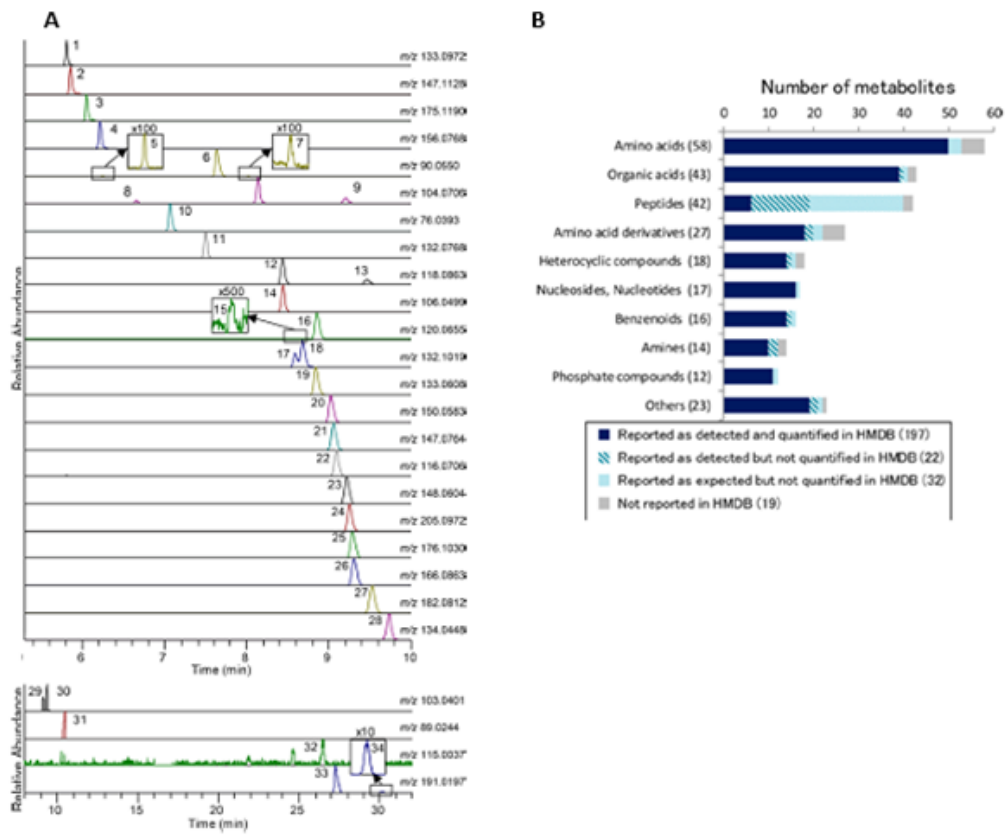 A
1
m/z 133.0972
2
m/z 147.1128
3
m/z 175.1190
4
x100
5
x100
7
m/z 156.0768
6
m/z 90.0550
8
9
m/z 104.0706
10
m/z 76.0393
11
m/z 132.0768
12
13
m/z 118.0863
14
m/z 106.0499
x500
15
16
m/z 120.0655
17
18
m/z 132.1019
19
m/z 133.0608
20
m/z 150.0583
21
m/z 147.0764
22
m/z 116.0706
23
m/z 148.0604
24
m/z 205.0972
25
m/z 176.1030
26
m/z 166.0863
27
m/z 182.0812
28
m/z 134.0448
Relative Abundance
6 7 8 9 10
Time (min)
29 30
m/z 103.0401
31
m/z 89.0244
32
x10
34
m/z 115.0037
33
m/z 191.0197
Relative Abundance
10 15 20 25 30
Time (min)
B
Number of metabolites
0 10 20 30 40 50 60
Amino acids (58)
Organic acids (43)
Peptides (42)
Amino acid derivatives (27)
Heterocyclic compounds (18)
Nucleosides, Nucleotides (17)
Benzenoids (16)
Amines (14)
Phosphate compounds (12)
Others (23)
Reported as detected and quantified in HMDB (197)
Reported as detected but not quantified in HMDB (22)
Reported as expected but not quantified in HMDB (32)
Not reported in HMDB (19)